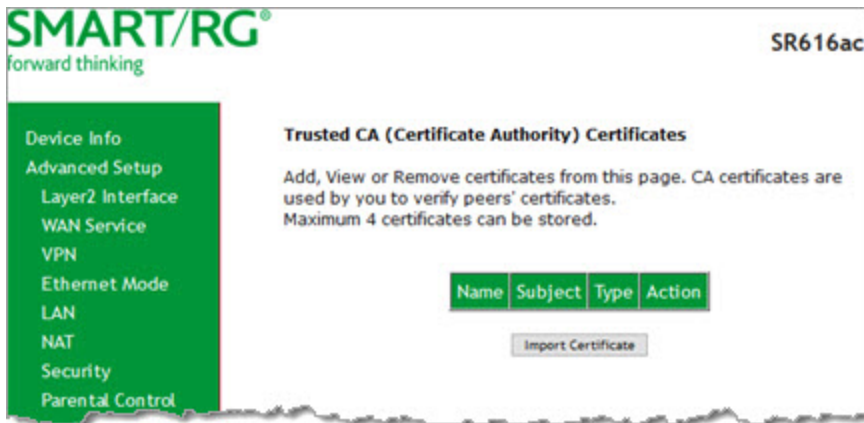 SMART/RG®
forward thinking
SR616ac
Device Info
Advanced Setup
Layer2 Interface
WAN Service
VPN
Ethernet Mode
LAN
NAT
Security
Parental Control
Trusted CA (Certificate Authority) Certificates
Add, View or Remove certificates from this page. CA certificates are
used by you to verify peers' certificates.
Maximum 4 certificates can be stored.
Name Subject Type Action
Import Certificate